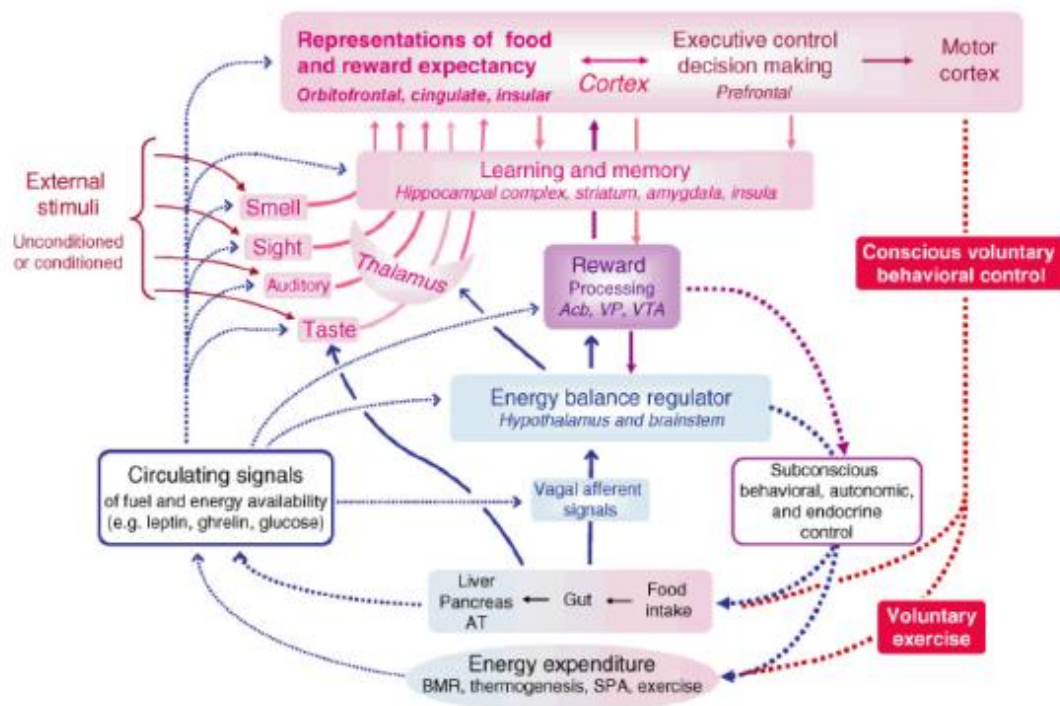 Representations of food
and reward expectancy
Orbitofrontal, cingulate, insular
Cortex
Executive control
decision making
Prefrontal
Motor
cortex
Learning and memory
Hippocampal complex, striatum, amygdala, insula
External
stimuli
Unconditioned
or conditioned
Smell
Sight
Auditory
Taste
Thalamus
Reward
Processing
Acb, VP, VTA
Conscious voluntary
behavioral control
Energy balance regulator
Hypothalamus and brainstem
Circulating signals
of fuel and energy availability
(e.g. leptin, ghrelin, glucose)
Vagal afferent
signals
Subconscious
behavioral, autonomic,
and endocrine
control
Liver
Pancreas
AT
Gut
Food
intake
Voluntary
exercise
Energy expenditure
BMR, thermogenesis, SPA, exercise